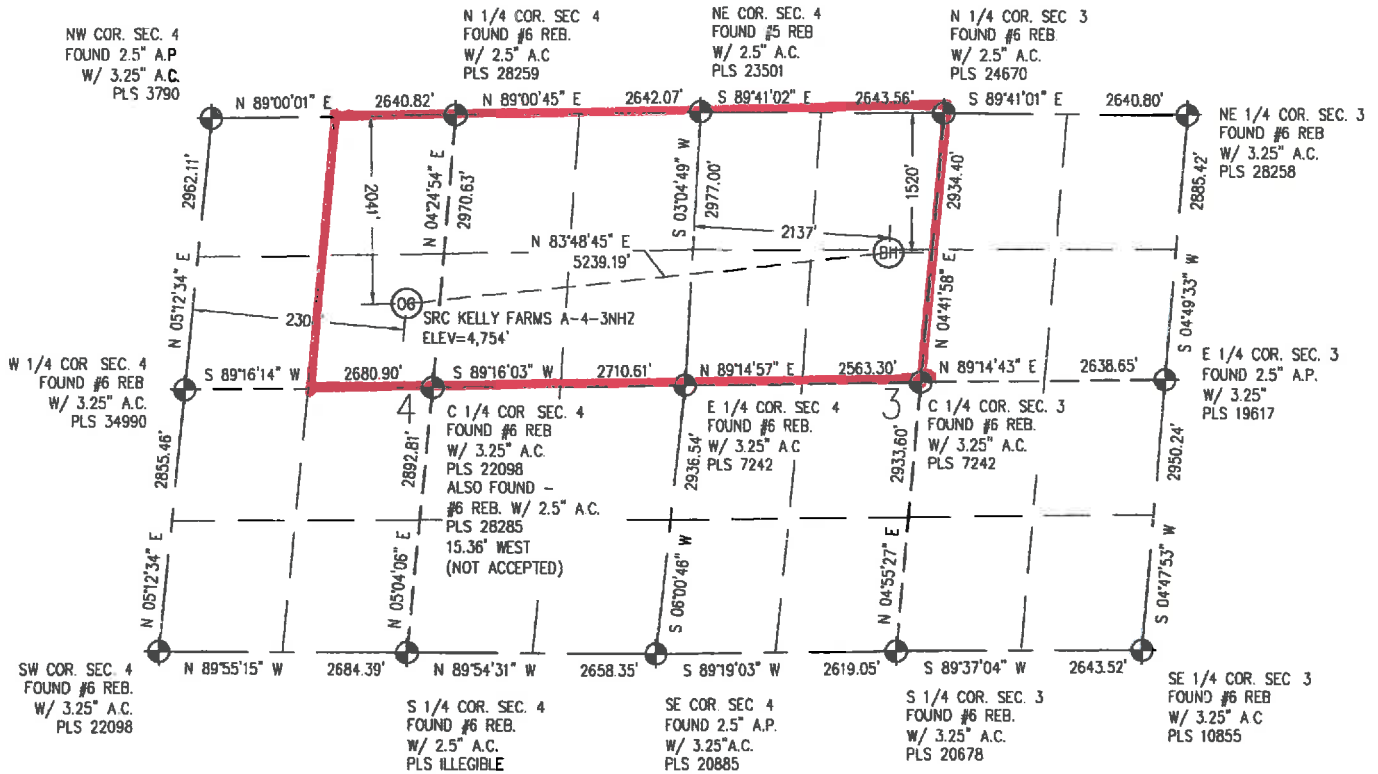 NW COR. SEC. 4
FOUND 2.5" A.P
W/ 3.25" A.C.
PLS 3790
N 1/4 COR. SEC 4
FOUND #6 REB.
W/ 2.5" A.C
PLS 28259
NE COR. SEC. 4
FOUND #5 REB
W/ 2.5" A.C.
PLS 23501
N 1/4 COR. SEC 3
FOUND #6 REB.
W/ 2.5" A.C.
PLS 24670
N 89°00'01" E
2640.82'
N 89°00'45" E
2642.07'
S 89°41'02" E
2643.56'
S 89°41'01" E
2640.80'
NE 1/4 COR. SEC. 3
FOUND #6 REB
W/ 3.25" A.C.
PLS 28258
2962.11'
N 05°12'34" E
2041'
N 04°24'54" E
2970.63'
S 03°04'49" W
2977.00'
1520'
2934.40'
N 04°41'58" E
2885.42'
S 04°49'33" W
2137'
N 83°48'45" E
5239.19'
BH
OG
230
SRC KELLY FARMS A-4-3NHZ
ELEV=4,754'
W 1/4 COR. SEC. 4
FOUND #6 REB
W/ 3.25" A.C.
PLS 34990
S 89°16'14" W
2680.90'
S 89°16'03" W
2710.61'
N 89°14'57" E
2563.30'
N 89°14'43" E
2638.65'
E 1/4 COR. SEC. 3
FOUND 2.5" A.P.
W/ 3.25"
PLS 19617
4
3
C 1/4 COR. SEC. 4
FOUND #6 REB
W/ 3.25" A.C.
PLS 22098
ALSO FOUND -
#6 REB. W/ 2.5" A.C.
PLS 28285
15.36' WEST
(NOT ACCEPTED)
E 1/4 COR. SEC. 4
FOUND #6 REB.
W/ 3.25" A.C
PLS 7242
C 1/4 COR. SEC. 3
FOUND #6 REB.
W/ 3.25" A.C.
PLS 7242
2855.46'
N 05°12'34" E
2892.81'
N 05°04'06" E
2936.54'
S 06°00'46" W
2933.60'
N 04°55'27" E
2950.24'
S 04°47'53" W
SW COR. SEC. 4
FOUND #6 REB.
W/ 3.25" A.C.
PLS 22098
N 89°55'15" W
2684.39'
N 89°54'31" W
2658.35'
S 89°19'03" W
2619.05'
S 89°37'04" W
2643.52'
S 1/4 COR. SEC. 4
FOUND #6 REB.
W/ 2.5" A.C.
PLS ILLEGIBLE
SE COR. SEC 4
FOUND 2.5" A.P.
W/ 3.25"A.C.
PLS 20885
S 1/4 COR. SEC. 3
FOUND #6 REB.
W/ 3.25" A.C.
PLS 20678
SE 1/4 COR. SEC 3
FOUND #6 REB
W/ 3.25" A.C
PLS 10855